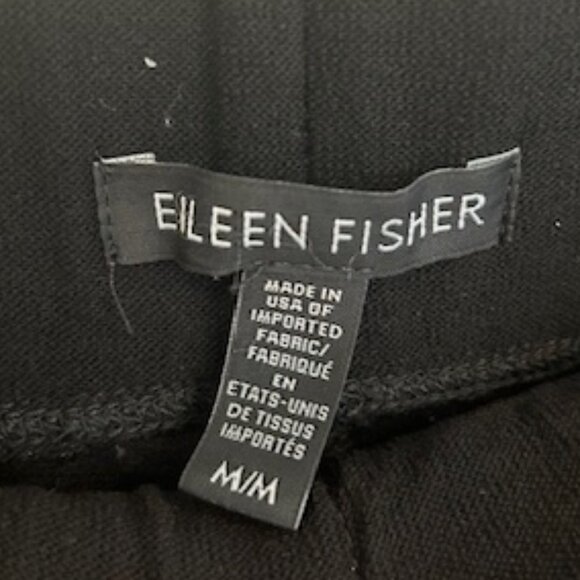 EILEEN FISHER
MADE IN
USA OF
IMPORTED
FABRIC/
FABRIQUÉ
EN
ETATS-UNIS
DE TISSUS
IMPORTÉS
M/M